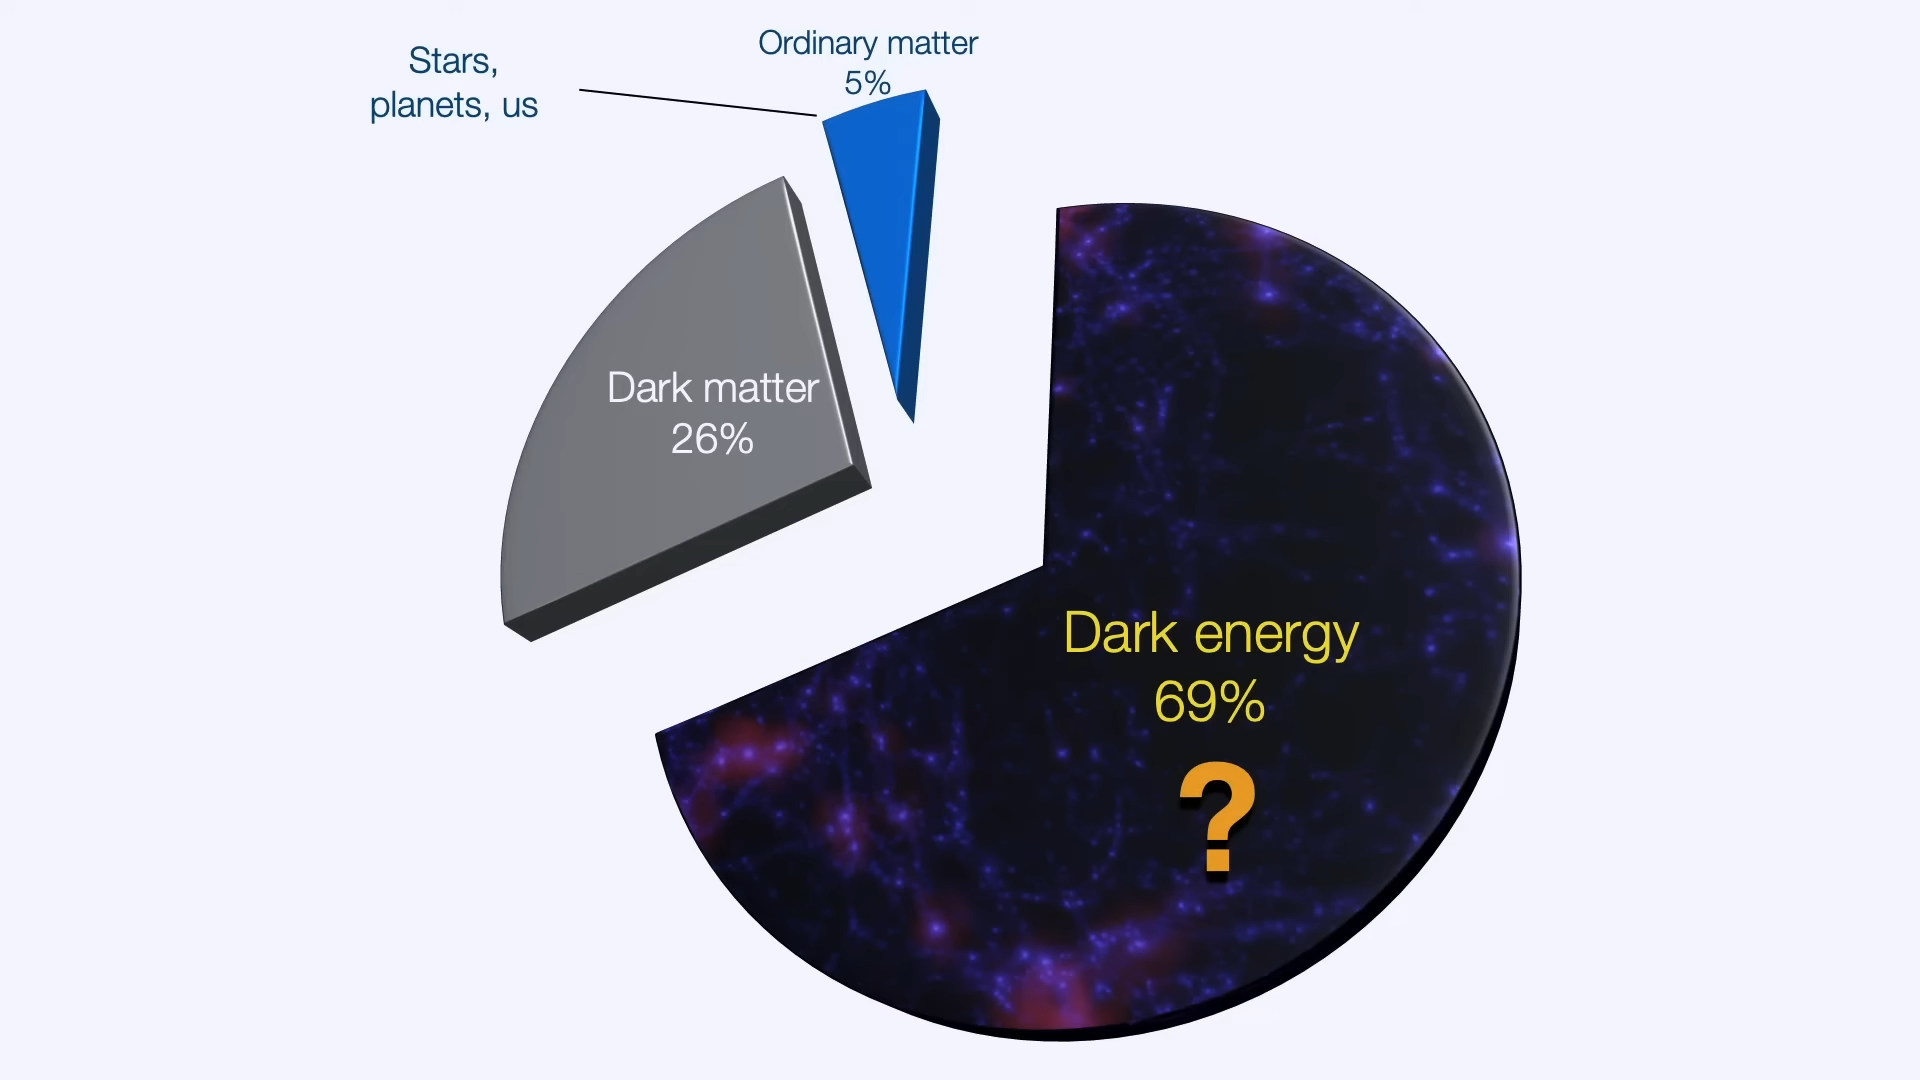 Stars,
planets, us
Ordinary matter
5%
Dark matter
26%
Dark energy
69%
?